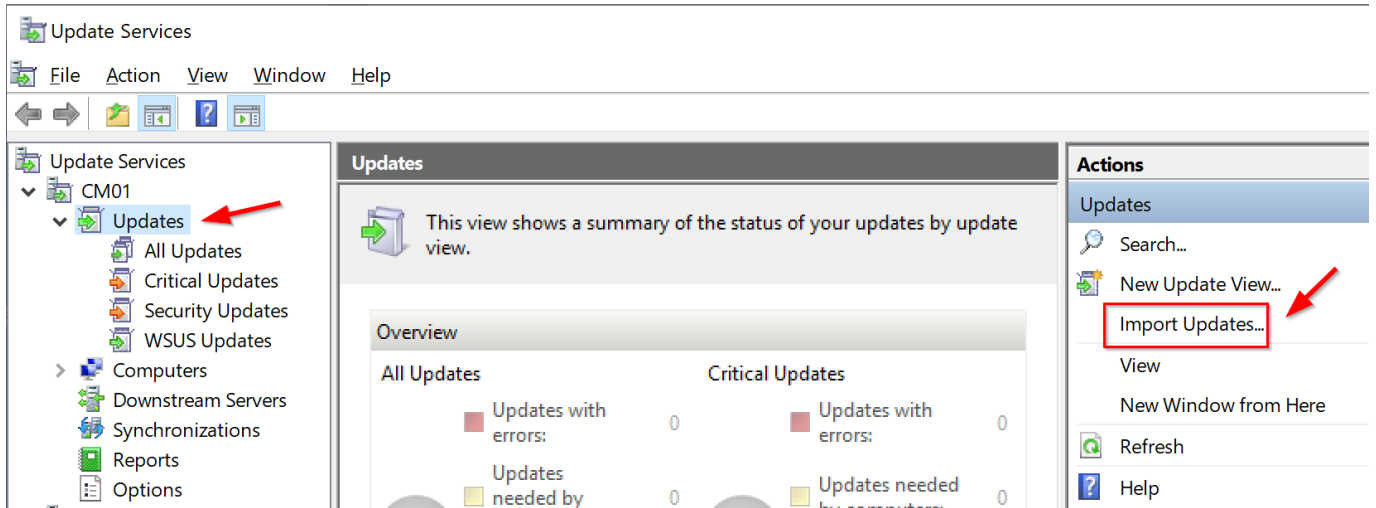 Update Services
File Action View Window Help
Update Services
CM01
Updates
All Updates
Critical Updates
Security Updates
WSUS Updates
Computers
Downstream Servers
Synchronizations
Reports
Options
Updates
This view shows a summary of the status of your updates by update
view.
Overview
All Updates
Updates with
errors: 0
Updates
needed by 0
Critical Updates
Updates with
errors: 0
Updates needed
by computers: 0
Actions
Updates
Search...
New Update View...
Import Updates...
View
New Window from Here
Refresh
Help